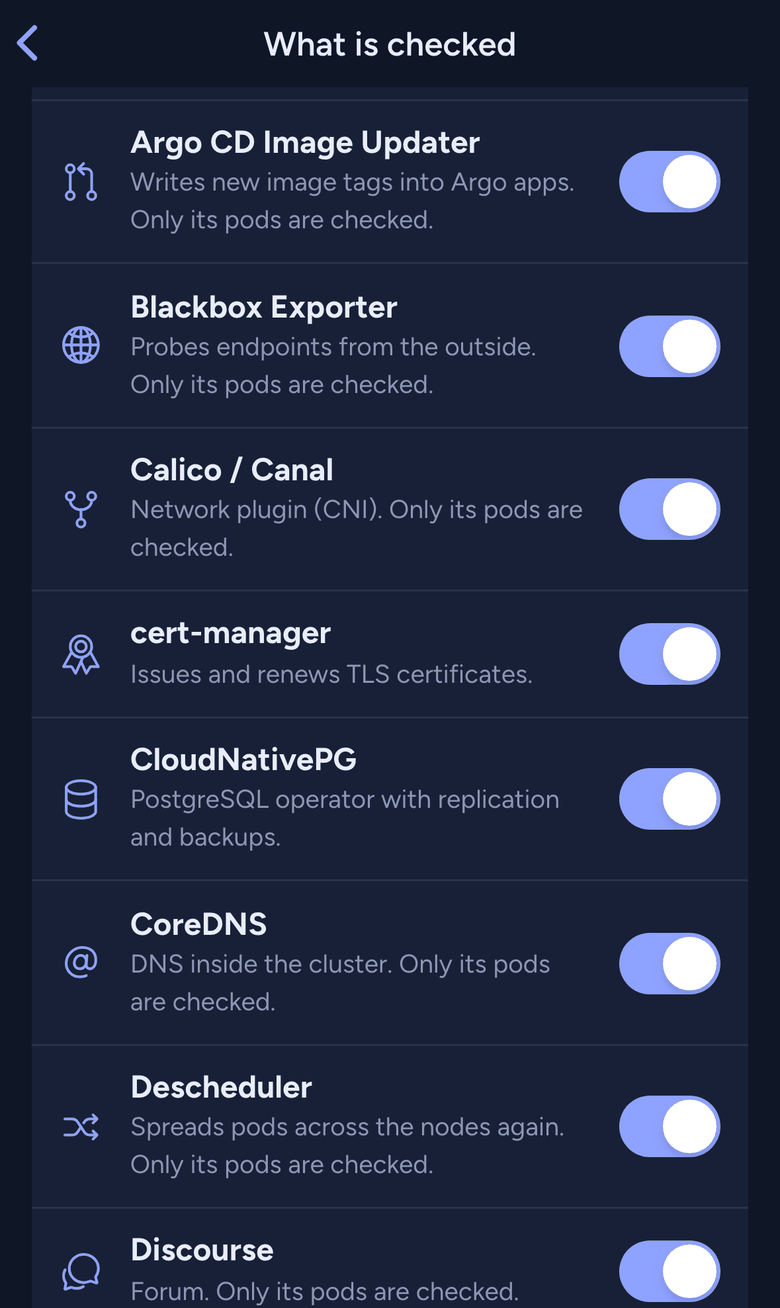 What is checked
Argo CD Image Updater
Writes new image tags into Argo apps.
Only its pods are checked.
Blackbox Exporter
Probes endpoints from the outside.
Only its pods are checked.
Calico / Canal
Network plugin (CNI). Only its pods are
checked.
cert-manager
Issues and renews TLS certificates.
CloudNativePG
PostgreSQL operator with replication
and backups.
CoreDNS
DNS inside the cluster. Only its pods
are checked.
Descheduler
Spreads pods across the nodes again.
Only its pods are checked.
Discourse
Forum. Only its pods are checked.